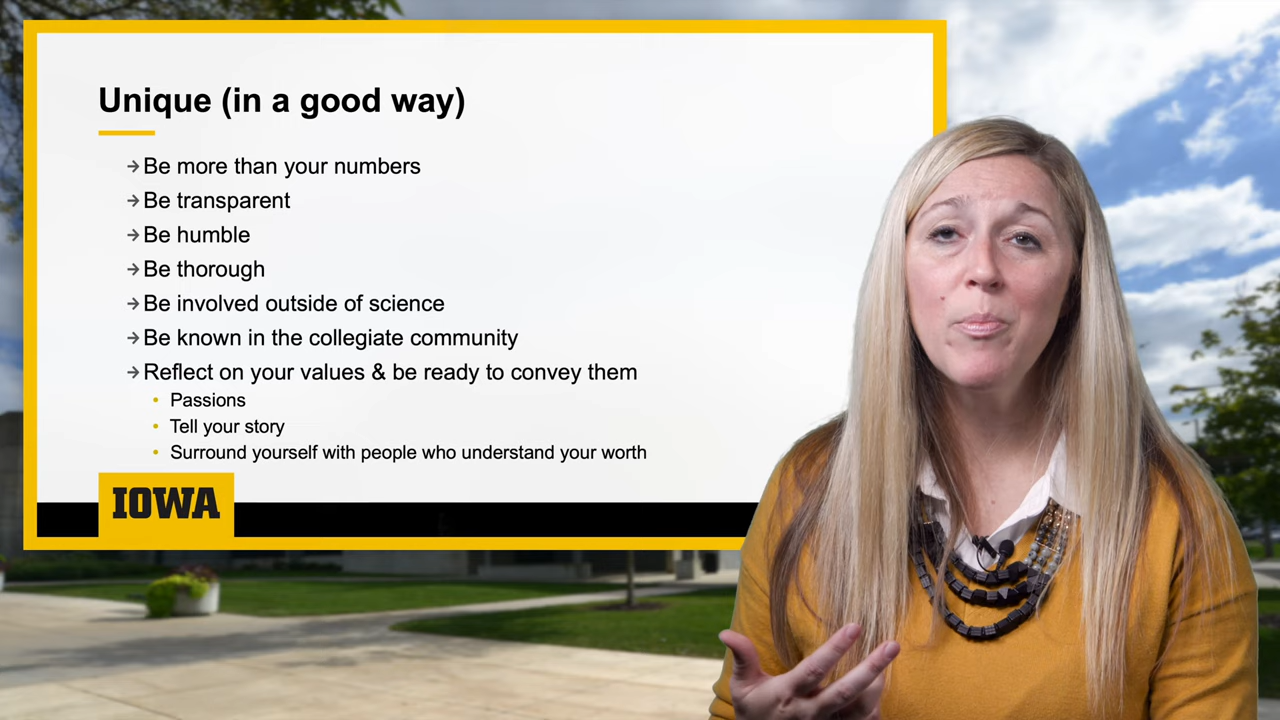 Unique (in a good way)
→Be more than your numbers
→Be transparent
→Be humble
→Be thorough
→Be involved outside of science
→Be known in the collegiate community
→Reflect on your values & be ready to convey them
• Passions
• Tell your story
• Surround yourself with people who understand your worth
IOWA